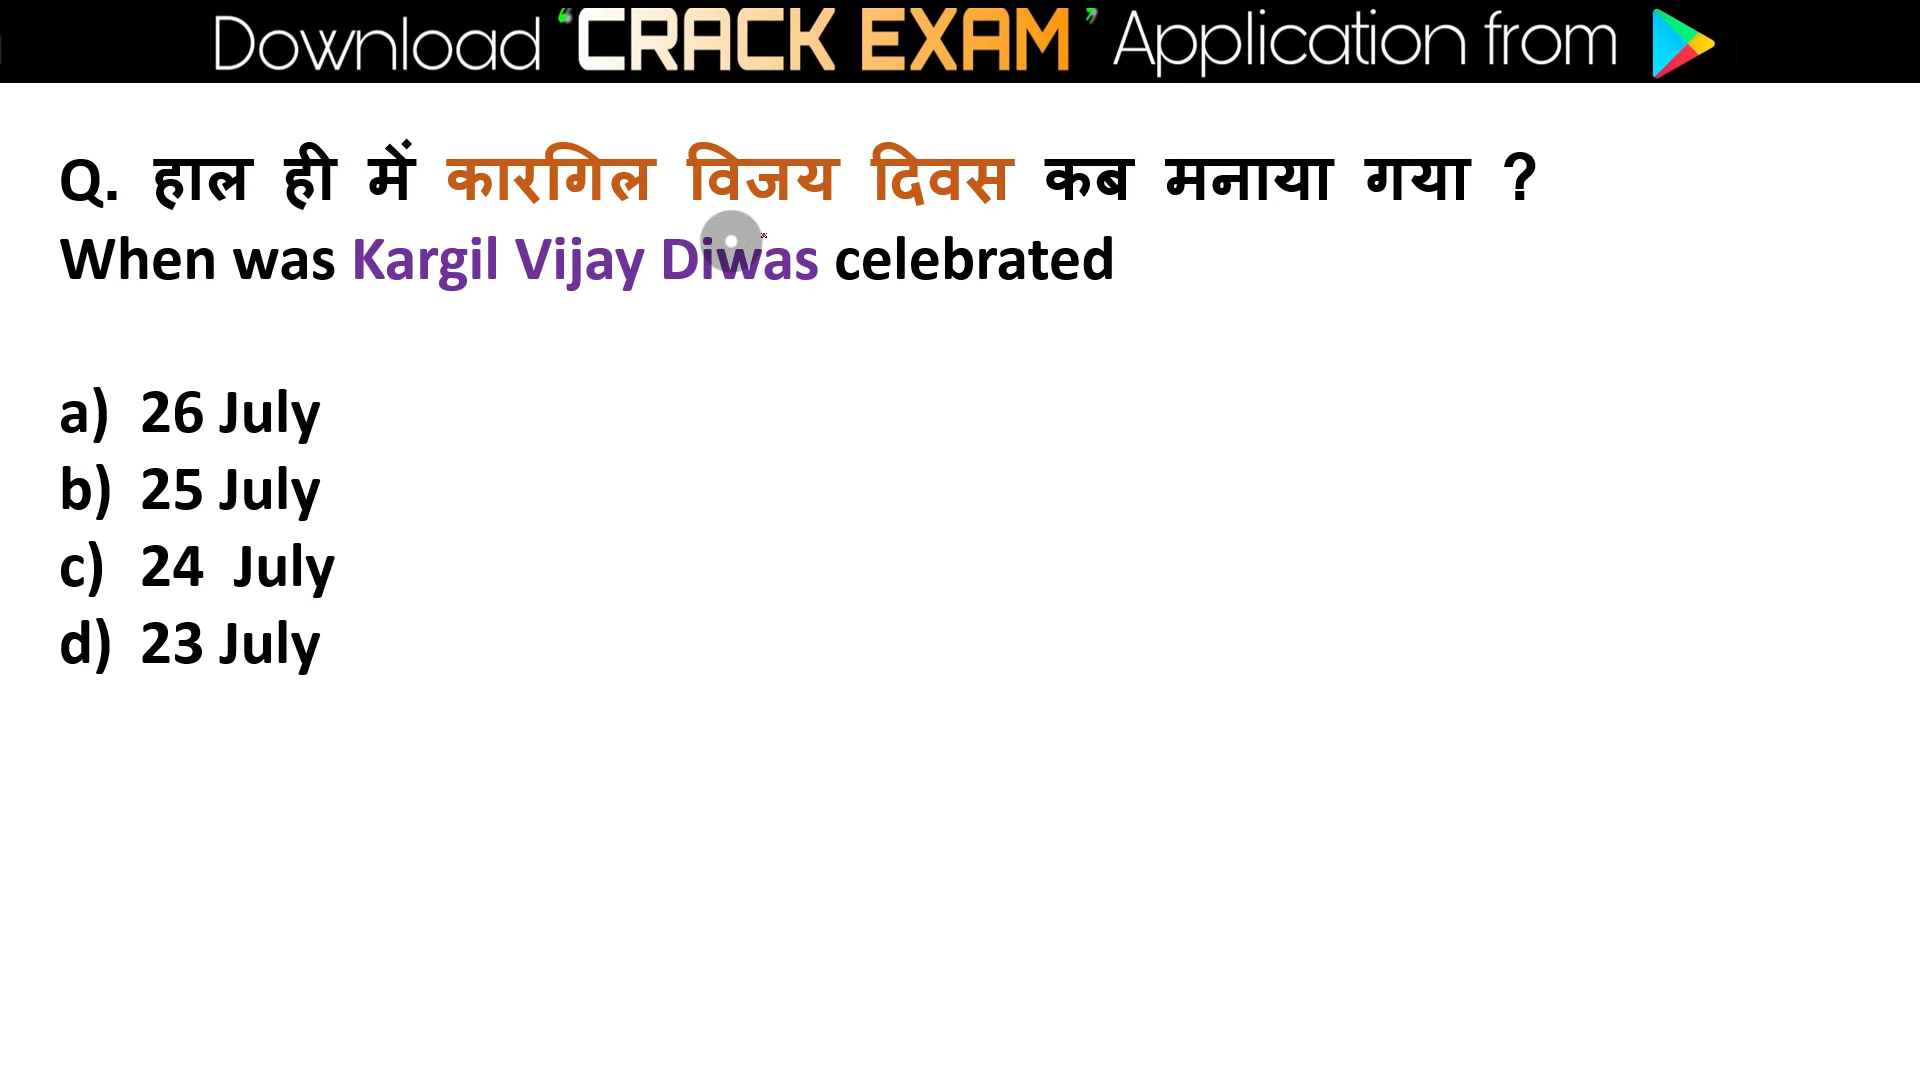 Download ‘CRACK EXAM’ Application from
Q. हाल ही में कारगिल विजय दिवस कब मनाया गया ?
When was Kargil Vijay Diwas celebrated
a) 26 July
b) 25 July
c) 24 July
d) 23 July